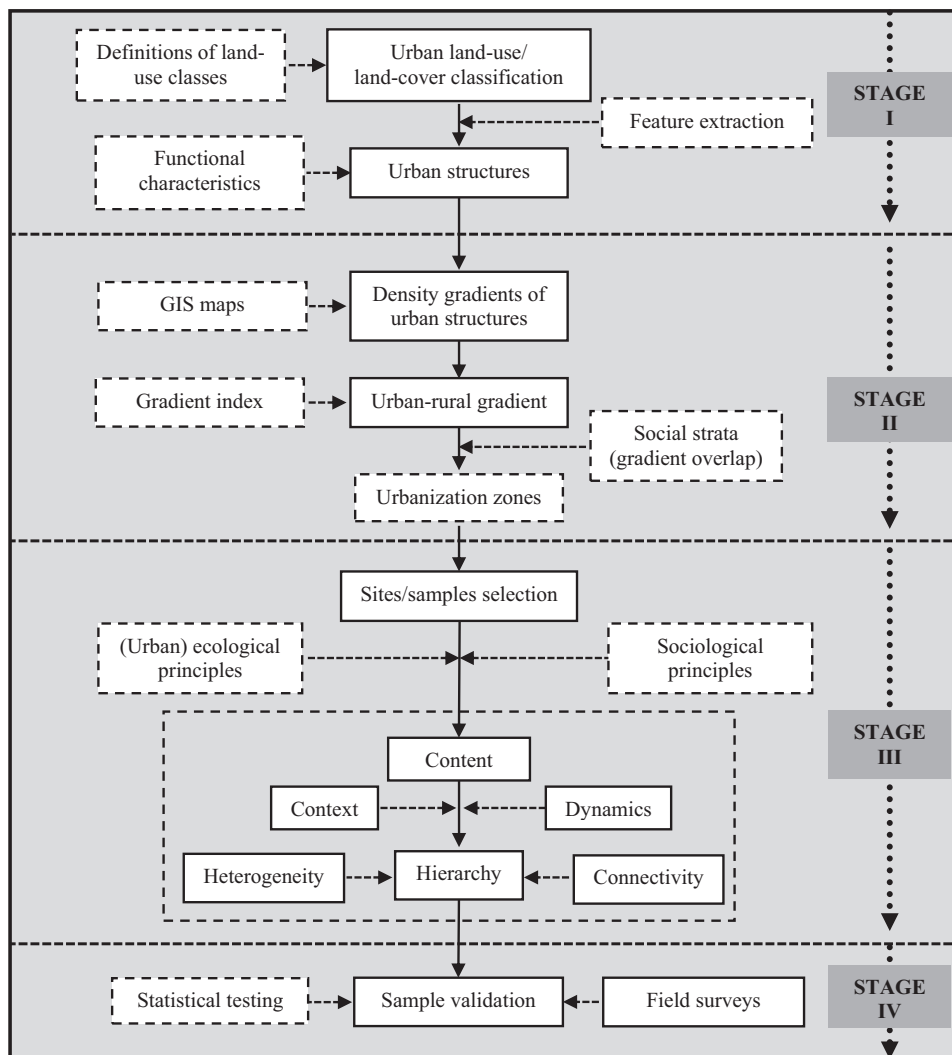 Definitions of land-
use classes
Urban land-use/
land-cover classification
Feature extraction
STAGE
I
Functional
characteristics
Urban structures
GIS maps
Density gradients of
urban structures
Gradient index
Urban-rural gradient
STAGE
II
Social strata
(gradient overlap)
Urbanization zones
Sites/samples selection
(Urban) ecological
principles
Sociological
principles
STAGE
III
Content
Context
Dynamics
Heterogeneity
Hierarchy
Connectivity
Statistical testing
Sample validation
Field surveys
STAGE
IV